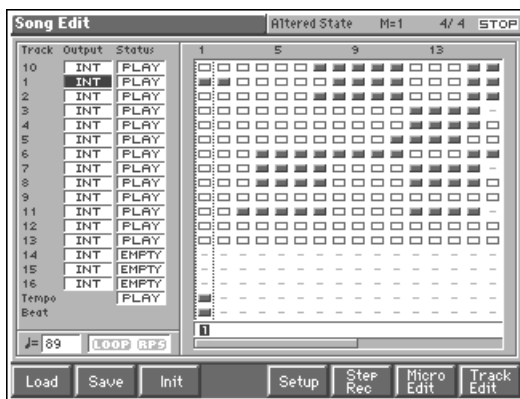 Song Edit Altered State M=1 4/ 4 STOP
Track Output Status 1 5 9 13
10 INT PLAY
1 INT PLAY
2 INT PLAY
3 INT PLAY
4 INT PLAY
5 INT PLAY
6 INT PLAY
7 INT PLAY
8 INT PLAY
9 INT PLAY
11 INT PLAY
12 INT PLAY
13 INT PLAY
14 INT EMPTY
15 INT EMPTY
16 INT EMPTY
Tempo PLAY
Beat
1
♩= 89 LOOP RPS
Load Save Init Setup Step Rec Micro Edit Track Edit